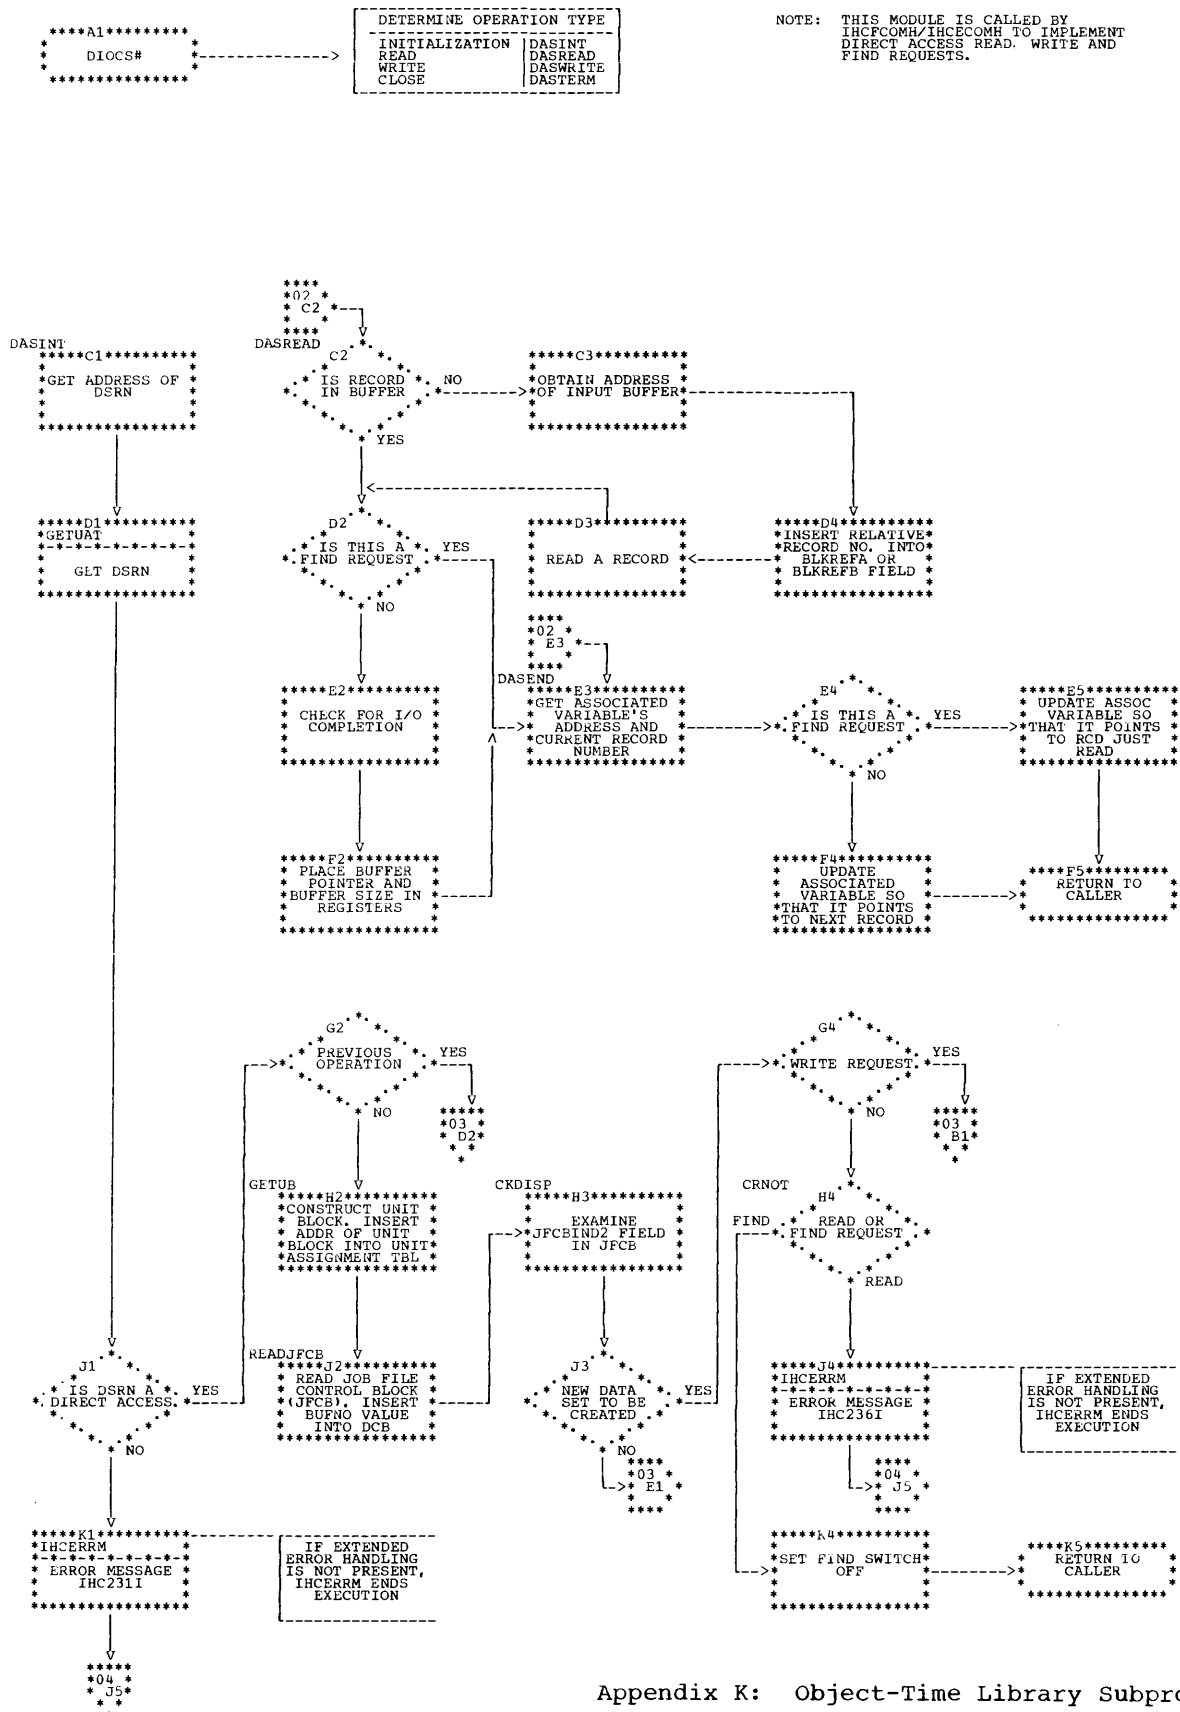 A1
DIOCS#
DETERMINE OPERATION TYPE
INITIALIZATION | DASINT
READ | DASREAD
WRITE | DASWRITE
CLOSE | DASTERM
NOTE: THIS MODULE IS CALLED BY
IHCFCOMH/IHCECOMH TO IMPLEMENT
DIRECT ACCESS READ. WRITE AND
FIND REQUESTS.
02
C2
DASINT
C1
GET ADDRESS OF
DSRN
DASREAD
C2
IS RECORD
IN BUFFER
NO
YES
C3
OBTAIN ADDRESS
OF INPUT BUFFER
D1
GETUAT
GET DSRN
D2
IS THIS A
FIND REQUEST
YES
NO
D3
READ A RECORD
D4
INSERT RELATIVE
RECORD NO. INTO
BLKREFA OR
BLKREFB FIELD
02
E3
E2
CHECK FOR I/O
COMPLETION
DASEND
E3
GET ASSOCIATED
VARIABLE'S
ADDRESS AND
CURRENT RECORD
NUMBER
E4
IS THIS A
FIND REQUEST
YES
NO
E5
UPDATE ASSOC
VARIABLE SO
THAT IT POINTS
TO RCD JUST
READ
F2
PLACE BUFFER
POINTER AND
BUFFER SIZE IN
REGISTERS
F4
UPDATE
ASSOCIATED
VARIABLE SO
THAT IT POINTS
TO NEXT RECORD
F5
RETURN TO
CALLER
G2
PREVIOUS
OPERATION
YES
NO
03
D2
G4
WRITE REQUEST
YES
NO
03
B1
GETUB
H2
CONSTRUCT UNIT
BLOCK. INSERT
ADDR OF UNIT
BLOCK INTO UNIT
ASSIGNMENT TBL
CKDISP
H3
EXAMINE
JFCBIND2 FIELD
IN JFCB
CRNOT
H4
FIND
READ OR
FIND REQUEST
READ
J1
IS DSRN A
DIRECT ACCESS
YES
NO
READJFCB
J2
READ JOB FILE
CONTROL BLOCK
(JFCB). INSERT
BUFNO VALUE
INTO DCB
J3
NEW DATA
SET TO BE
CREATED
YES
NO
03
E1
J4
IHCERRM
ERROR MESSAGE
IHC236I
IF EXTENDED
ERROR HANDLING
IS NOT PRESENT,
IHCERRM ENDS
EXECUTION
04
J5
K1
IHCERRM
ERROR MESSAGE
IHC231I
IF EXTENDED
ERROR HANDLING
IS NOT PRESENT,
IHCERRM ENDS
EXECUTION
K4
SET FIND SWITCH
OFF
K5
RETURN TO
CALLER
04
J5
Appendix K: Object-Time Library Subpro